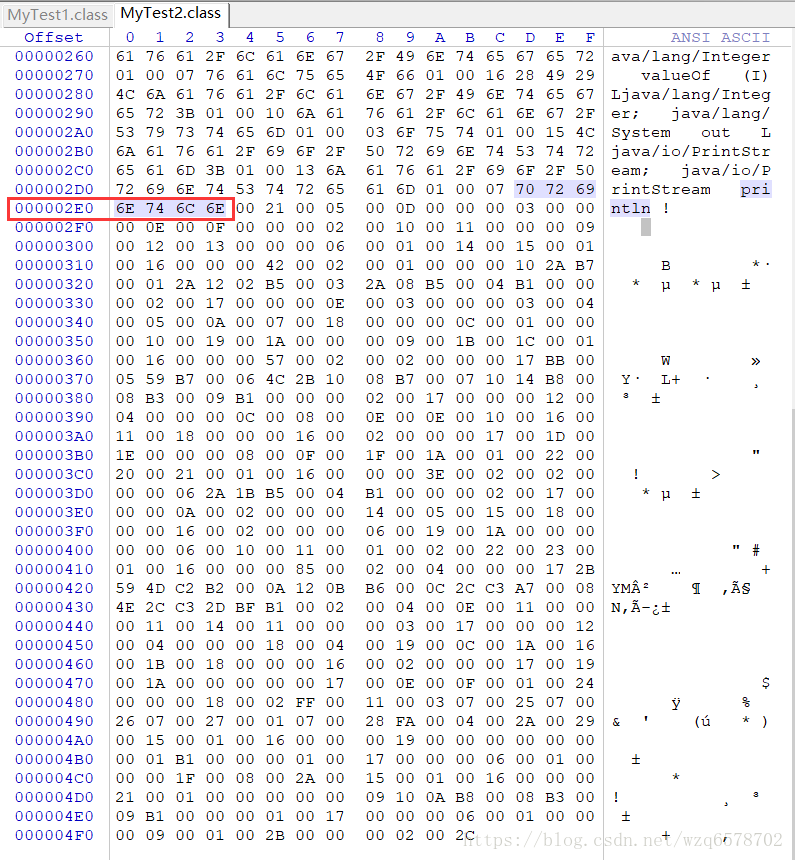 MyTest1.class MyTest2.class
Offset 0 1 2 3 4 5 6 7 8 9 A B C D E F ANSI ASCII
00000260 61 76 61 2F 6C 61 6E 67 2F 49 6E 74 65 67 65 72 ava/lang/Integer
00000270 01 00 07 76 61 6C 75 65 4F 66 01 00 16 28 49 29 valueOf (I)
00000280 4C 6A 61 76 61 2F 6C 61 6E 67 2F 49 6E 74 65 67 Ljava/lang/Integ
00000290 65 72 3B 01 00 10 6A 61 76 61 2F 6C 61 6E 67 2F er; java/lang/
000002A0 53 79 73 74 65 6D 01 00 03 6F 75 74 01 00 15 4C System out L
000002B0 6A 61 76 61 2F 69 6F 2F 50 72 69 6E 74 53 74 72 java/io/PrintStr
000002C0 65 61 6D 3B 01 00 13 6A 61 76 61 2F 69 6F 2F 50 eam; java/io/P
000002D0 72 69 6E 74 53 74 72 65 61 6D 01 00 07 70 72 69 rintStream pri
000002E0 6E 74 6C 6E 00 21 00 05 00 0D 00 00 00 03 00 00 ntln !
000002F0 00 0E 00 0F 00 00 00 02 00 10 00 11 00 00 00 09
00000300 00 12 00 13 00 00 00 06 00 01 00 14 00 15 00 01
00000310 00 16 00 00 00 42 00 02 00 01 00 00 00 10 2A B7 B *·
00000320 00 01 2A 12 02 B5 00 03 2A 08 B5 00 04 B1 00 00 * µ * µ ±
00000330 00 02 00 17 00 00 00 0E 00 03 00 00 00 03 00 04
00000340 00 05 00 0A 00 07 00 18 00 00 00 0C 00 01 00 00
00000350 00 10 00 19 00 1A 00 00 00 09 00 1B 00 1C 00 01
00000360 00 16 00 00 00 57 00 02 00 02 00 00 00 17 BB 00 W »
00000370 05 59 B7 00 06 4C 2B 10 08 B7 00 07 10 14 B8 00 Y· L+ · ¸
00000380 08 B3 00 09 B1 00 00 00 02 00 17 00 00 00 12 00 ³ ±
00000390 04 00 00 00 0C 00 08 00 0E 00 0E 00 10 00 16 00
000003A0 11 00 18 00 00 00 16 00 02 00 00 00 17 00 1D 00
000003B0 1E 00 00 00 08 00 0F 00 1F 00 1A 00 01 00 22 00 "
000003C0 20 00 21 00 01 00 16 00 00 00 3E 00 02 00 02 00 ! >
000003D0 00 00 06 2A 1B B5 00 04 B1 00 00 00 02 00 17 00 * µ ±
000003E0 00 00 0A 00 02 00 00 00 14 00 05 00 15 00 18 00
000003F0 00 00 16 00 02 00 00 00 06 00 19 00 1A 00 00 00
00000400 00 00 06 00 10 00 11 00 01 00 02 00 22 00 23 00 " #
00000410 01 00 16 00 00 00 85 00 02 00 04 00 00 00 17 2B … +
00000420 59 4D C2 B2 00 0A 12 0B B6 00 0C 2C C3 A7 00 08 YMÂ² ¶ ,Ã§
00000430 4E 2C C3 2D BF B1 00 02 00 04 00 0E 00 11 00 00 N,Ã-¿±
00000440 00 11 00 14 00 11 00 00 00 03 00 17 00 00 00 12
00000450 00 04 00 00 00 18 00 04 00 19 00 0C 00 1A 00 16
00000460 00 1B 00 18 00 00 00 16 00 02 00 00 00 17 00 19
00000470 00 1A 00 00 00 00 00 17 00 0E 00 0F 00 01 00 24 $
00000480 00 00 00 18 00 02 FF 00 11 00 03 07 00 25 07 00 ÿ %
00000490 26 07 00 27 00 01 07 00 28 FA 00 04 00 2A 00 29 & ' (ú * )
000004A0 00 15 00 01 00 16 00 00 00 19 00 00 00 00 00 00
000004B0 00 01 B1 00 00 00 01 00 17 00 00 00 06 00 01 00 ±
000004C0 00 00 1F 00 08 00 2A 00 15 00 01 00 16 00 00 00 *
000004D0 21 00 01 00 00 00 00 00 09 10 0A B8 00 08 B3 00 ! ¸ ³
000004E0 09 B1 00 00 00 01 00 17 00 00 00 06 00 01 00 00 ±
000004F0 00 09 00 01 00 2B 00 00 00 02 00 2C + ,
https://blog.csdn.net/wzq6578702